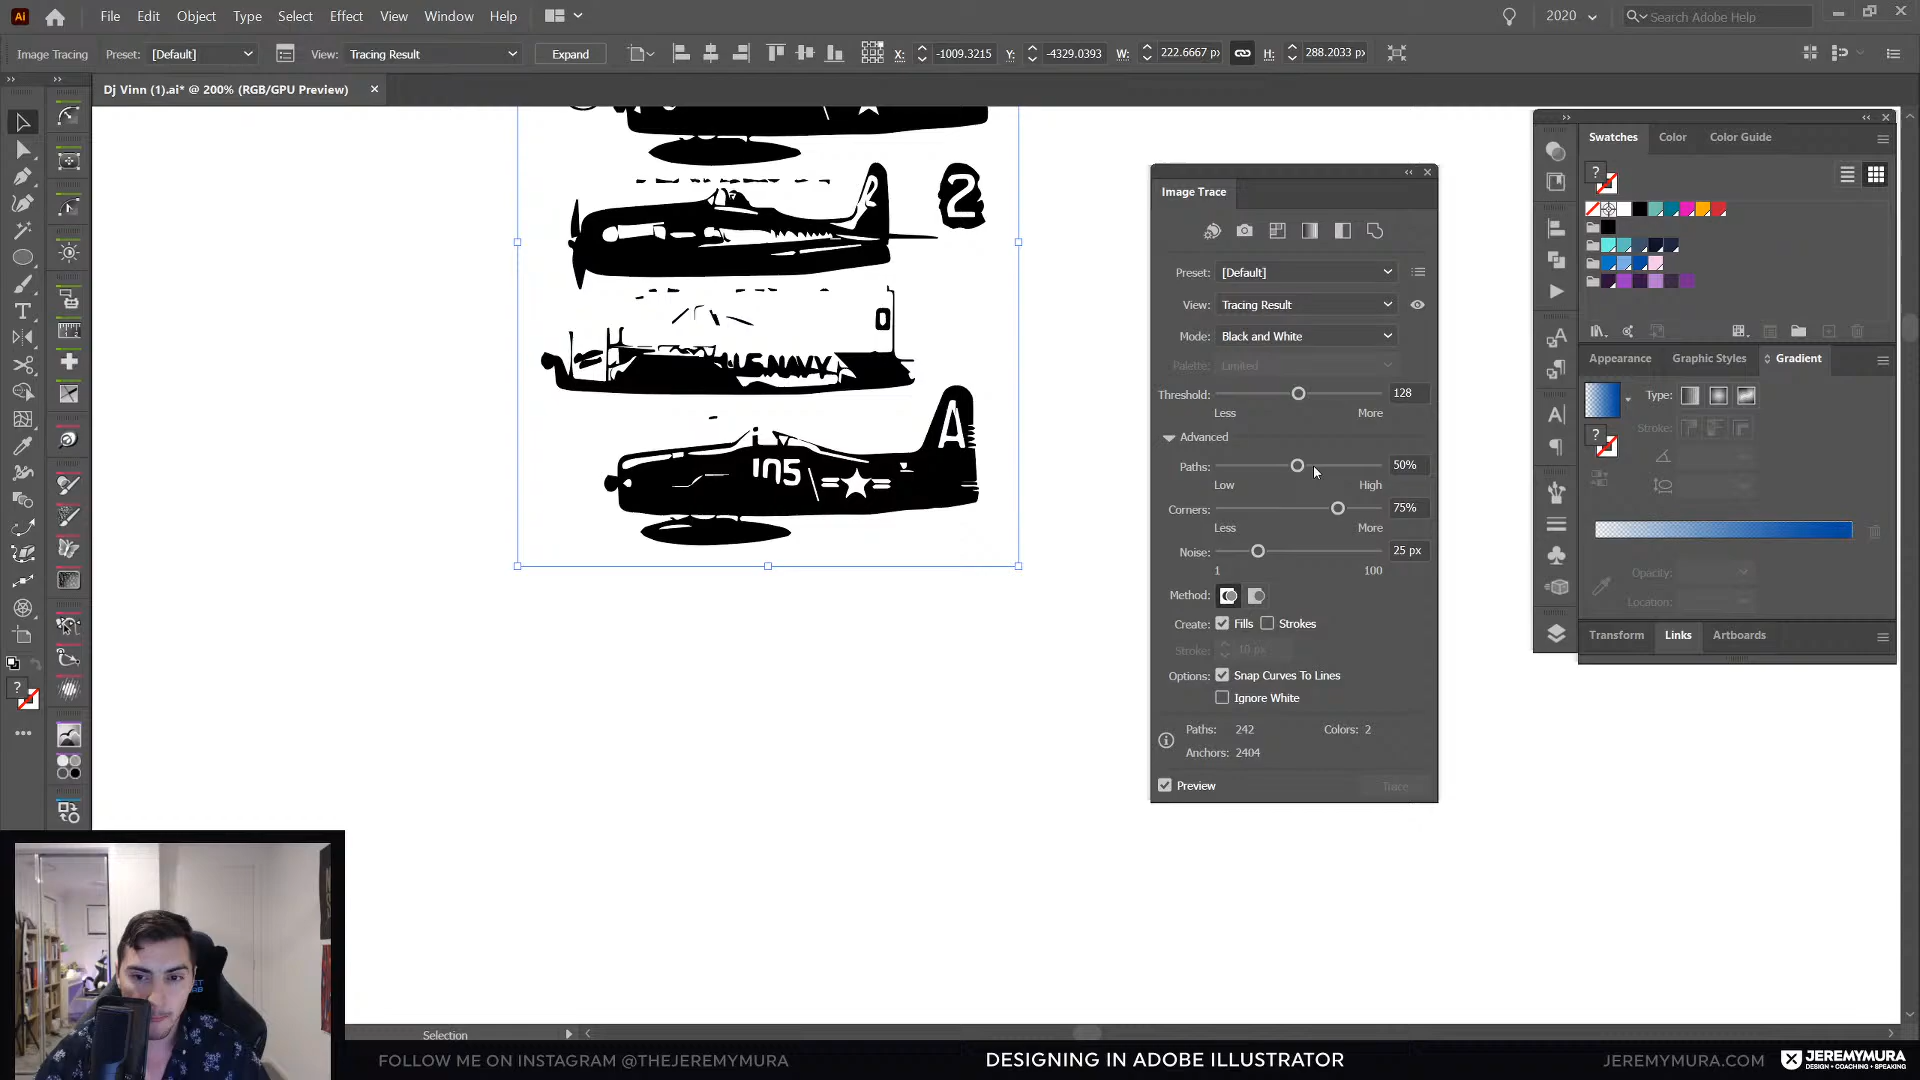 Ai File Edit Object Type Select Effect View Window Help 2020 Search Adobe Help
Image Tracing Preset: [Default] View: Tracing Result Expand X: -1009.3215 Y: -4329.0393 W: 222.6667 px H: 288.2033 px
Dj Vinn (1).ai* @ 200% (RGB/GPU Preview)
2
U.S.NAVY 0
105 A
Image Trace
Preset: [Default]
View: Tracing Result
Mode: Black and White
Palette: Limited
Threshold: 128
Less More
Advanced
Paths: 50%
Low High
Corners: 75%
Less More
Noise: 25 px
1 100
Method:
Create: Fills Strokes
Stroke: 10 px
Options: Snap Curves To Lines
Ignore White
Paths: 242 Colors: 2
Anchors: 2404
Preview Trace
Swatches Color Color Guide
?
Appearance Graphic Styles Gradient
Type:
Stroke:
?
Opacity:
Location:
Transform Links Artboards
?
Selection
FOLLOW ME ON INSTAGRAM @THEJEREMYMURA DESIGNING IN ADOBE ILLUSTRATOR JEREMYMURA.COM JEREMYMURA
DESIGN • COACHING • SPEAKING